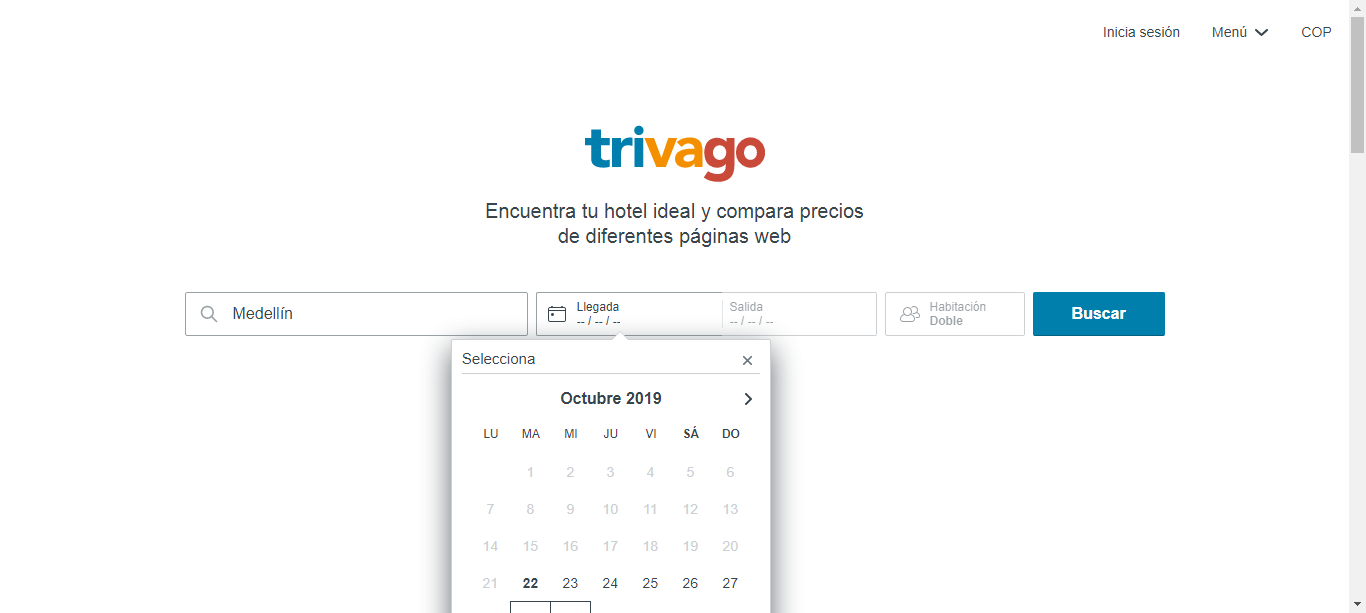 Inicia sesión Menú COP
trivago
Encuentra tu hotel ideal y compara precios
de diferentes páginas web
Medellín
Llegada
-- / -- / --
Salida
-- / -- / --
Habitación
Doble
Buscar
Selecciona
Octubre 2019
LU MA MI JU VI SÁ DO
1 2 3 4 5 6
7 8 9 10 11 12 13
14 15 16 17 18 19 20
21 22 23 24 25 26 27